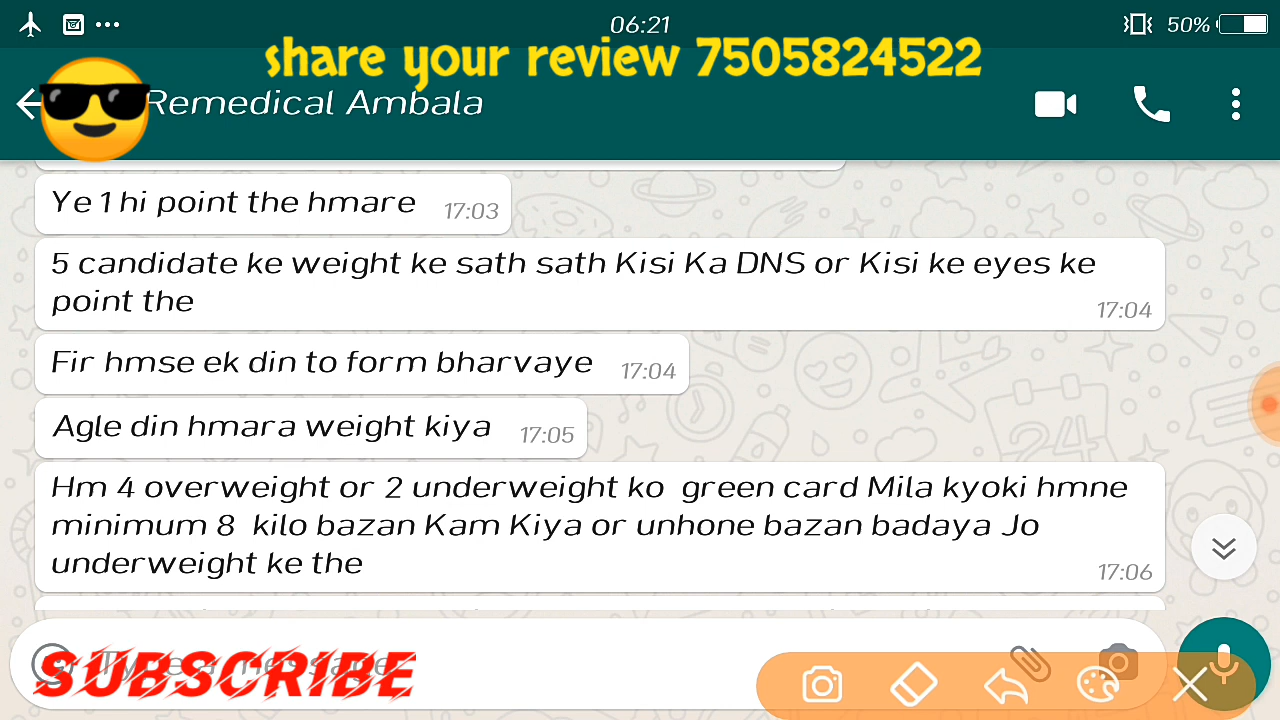 06:21
50%
share your review 7505824522
Remedical Ambala
Ye 1 hi point the hmare 17:03
5 candidate ke weight ke sath sath Kisi Ka DNS or Kisi ke eyes ke
point the 17:04
Fir hmse ek din to form bharvaye 17:04
Agle din hmara weight kiya 17:05
Hm 4 overweight or 2 underweight ko green card Mila kyoki hmne
minimum 8 kilo bazan Kam Kiya or unhone bazan badaya Jo
underweight ke the 17:06
24
SUBSCRIBE